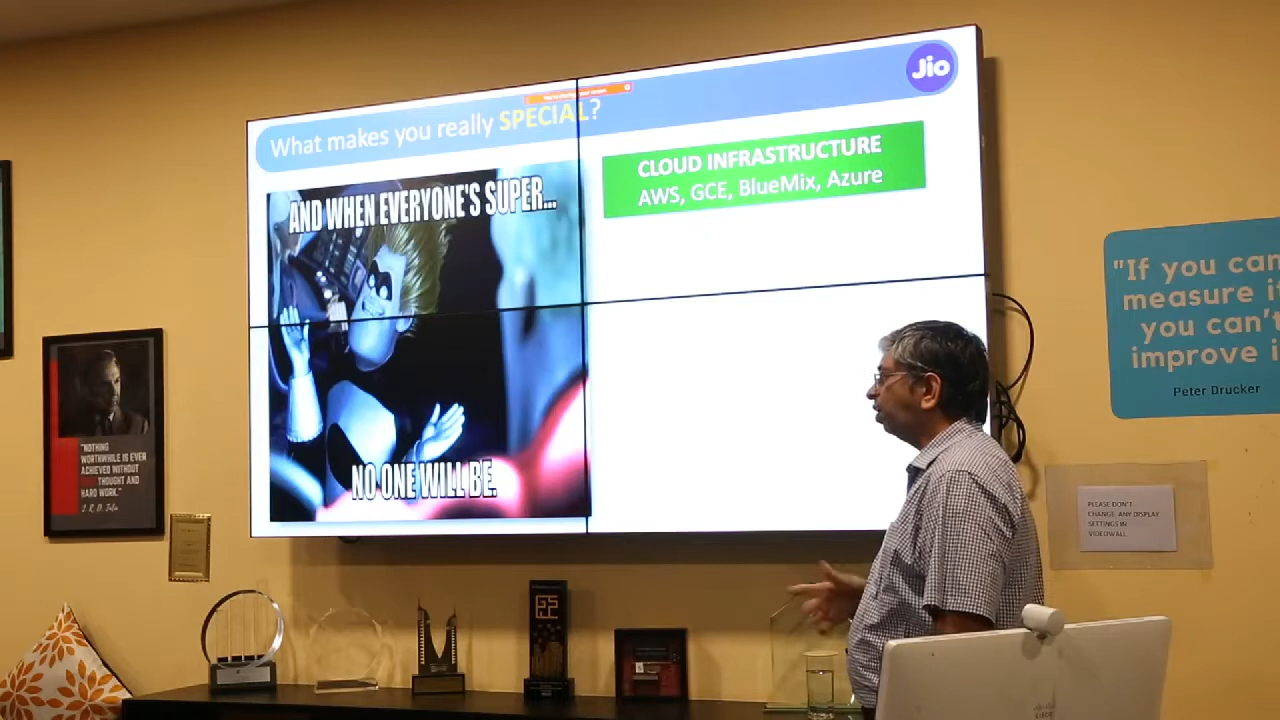 What makes you really SPECIAL?
Jio
CLOUD INFRASTRUCTURE
AWS, GCE, BlueMix, Azure
AND WHEN EVERYONE'S SUPER...
NO ONE WILL BE.
"If you can
measure i
you can't
improve i
Peter Drucker
"NOTHING
WORTHWHILE IS EVER
ACHIEVED WITHOUT
THOUGHT AND
HARD WORK."
PLEASE DON'T
CHANGE ANY DISPLAY
SETTINGS IN
VIDEOWALL.
CISCO